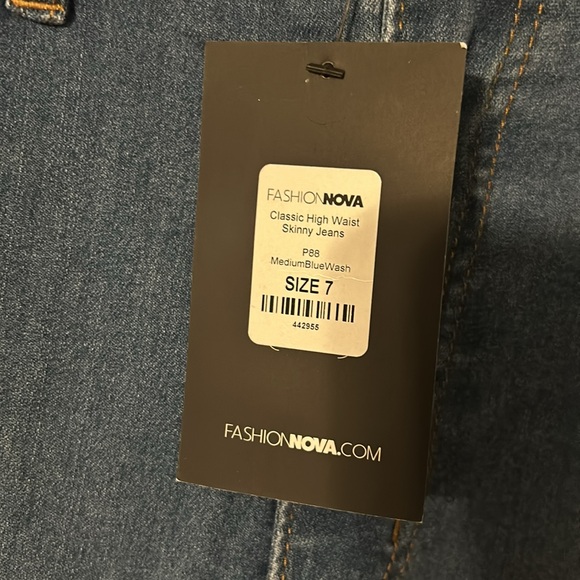 FASHIONNOVA
Classic High Waist
Skinny Jeans
P88
MediumBlueWash
SIZE 7
442955
FASHIONNOVA.COM